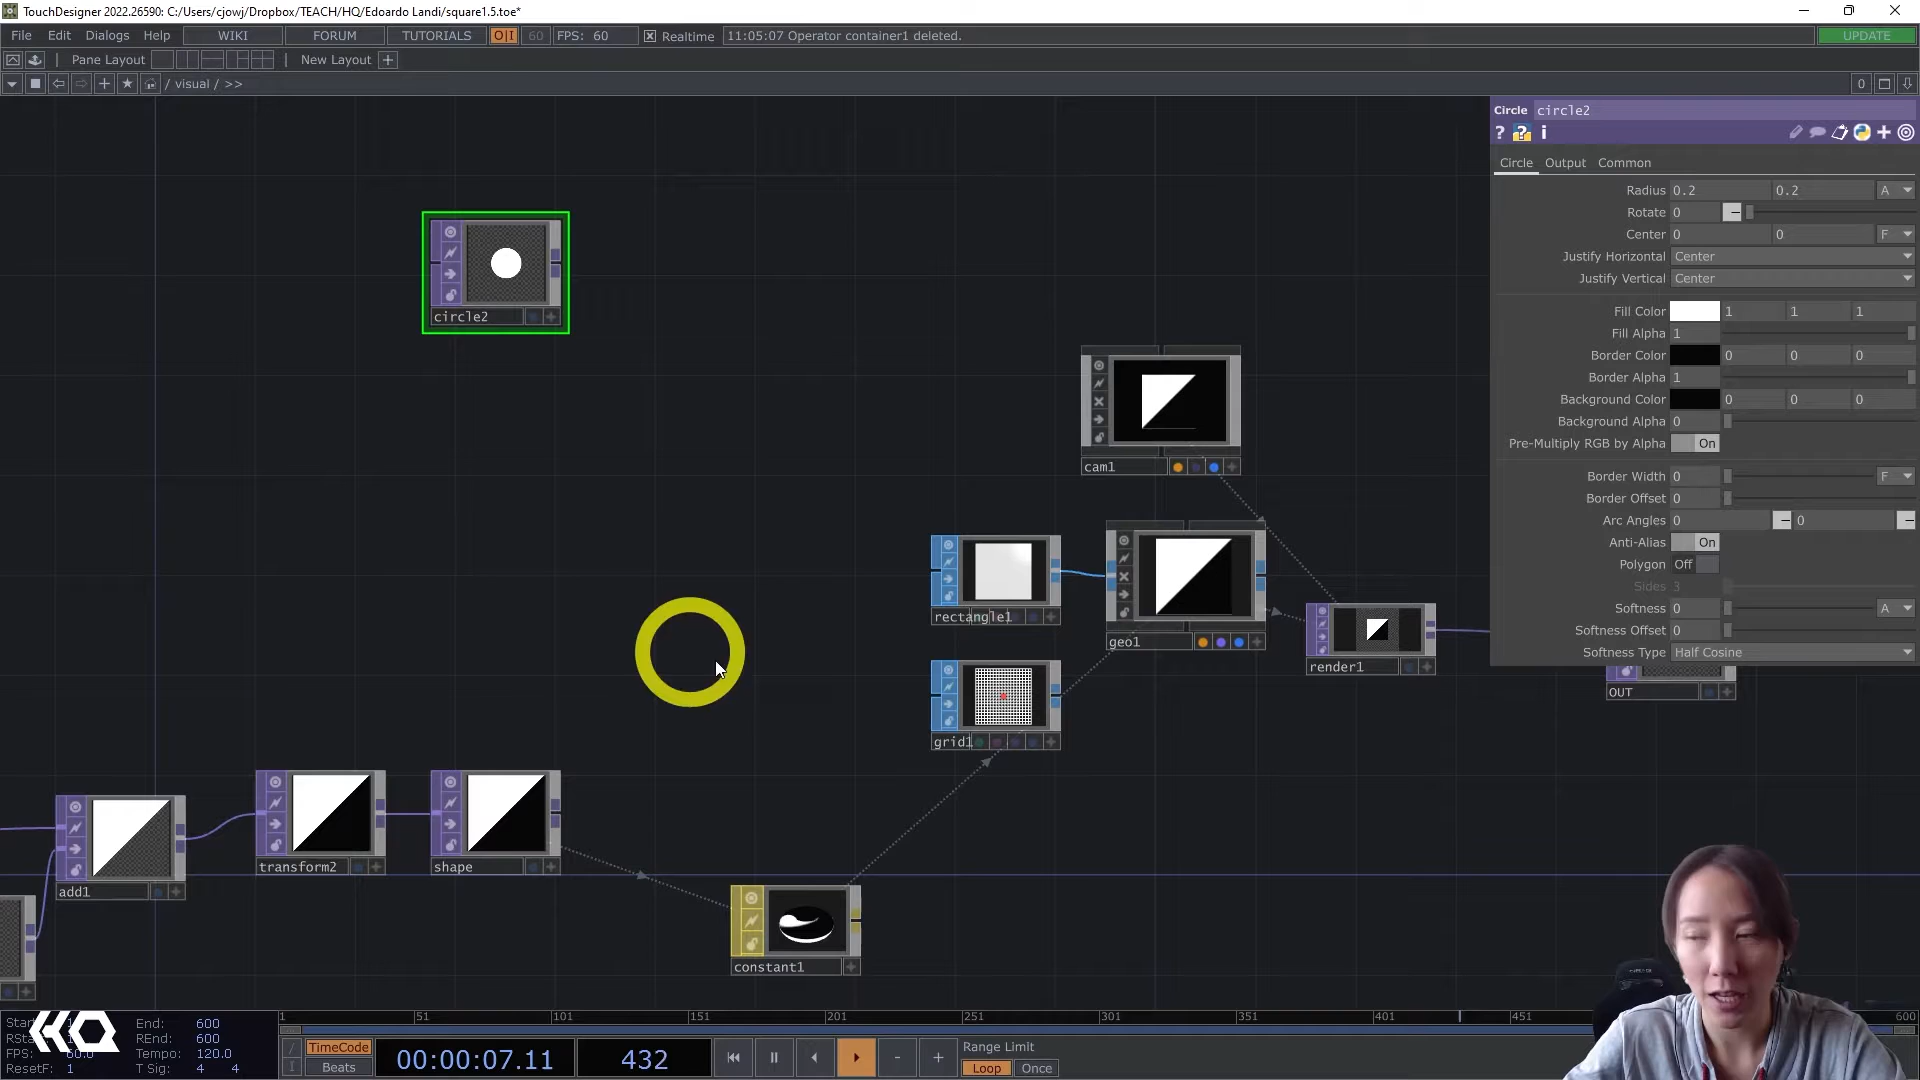 TouchDesigner 2022.26590: C:/Users/cjowj/Dropbox/TEACH/HQ/Edoardo Landi/square1.5.toe*
File Edit Dialogs Help WIKI FORUM TUTORIALS O|I 60 FPS: 60 Realtime 11:05:07 Operator container1 deleted. UPDATE
Pane Layout New Layout +
/ visual / >> 0
Circle circle2
? ? i
Circle Output Common
Radius 0.2 0.2 A
Rotate 0
Center 0 0 F
Justify Horizontal Center
Justify Vertical Center
Fill Color 1 1 1
Fill Alpha 1
Border Color 0 0 0
Border Alpha 1
Background Color 0 0 0
Background Alpha 0
Pre-Multiply RGB by Alpha On
Border Width 0 F
Border Offset 0
Arc Angles 0 0
Anti-Alias On
Polygon Off
Sides 3
Softness 0 A
Softness Offset 0
Softness Type Half Cosine
circle2
cam1
rectangle1
geo1
render1
OUT
grid1
add1
transform2
shape
constant1
1 51 101 151 201 251 301 351 401 451 600
HQ
End: 600
REnd: 600
FPS: 60.0 Tempo: 120.0
ResetF: 1 T Sig: 4 4
TimeCode
Beats
00:00:07.11
432
Range Limit
Loop Once